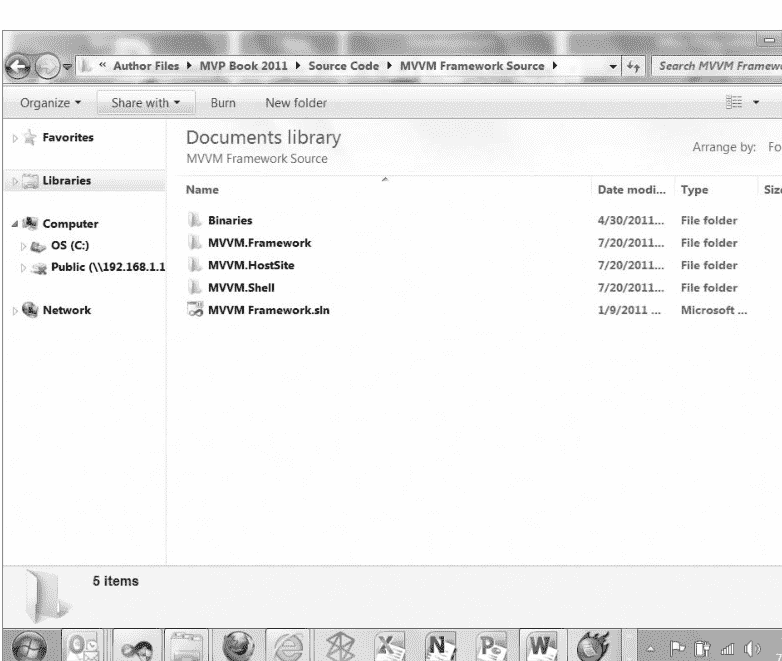 « Author Files ▸ MVP Book 2011 ▸ Source Code ▸ MVVM Framework Source ▸ Search MVVM Framew
Organize Share with Burn New folder
Favorites
Libraries
Computer
OS (C:)
Public (\\192.168.1.1
Network
Documents library
MVVM Framework Source
Arrange by: Fo
Name Date modi... Type Siz
Binaries 4/30/2011... File folder
MVVM.Framework 7/20/2011... File folder
MVVM.HostSite 7/20/2011... File folder
MVVM.Shell 7/20/2011... File folder
MVVM Framework.sln 1/9/2011 ... Microsoft ...
5 items